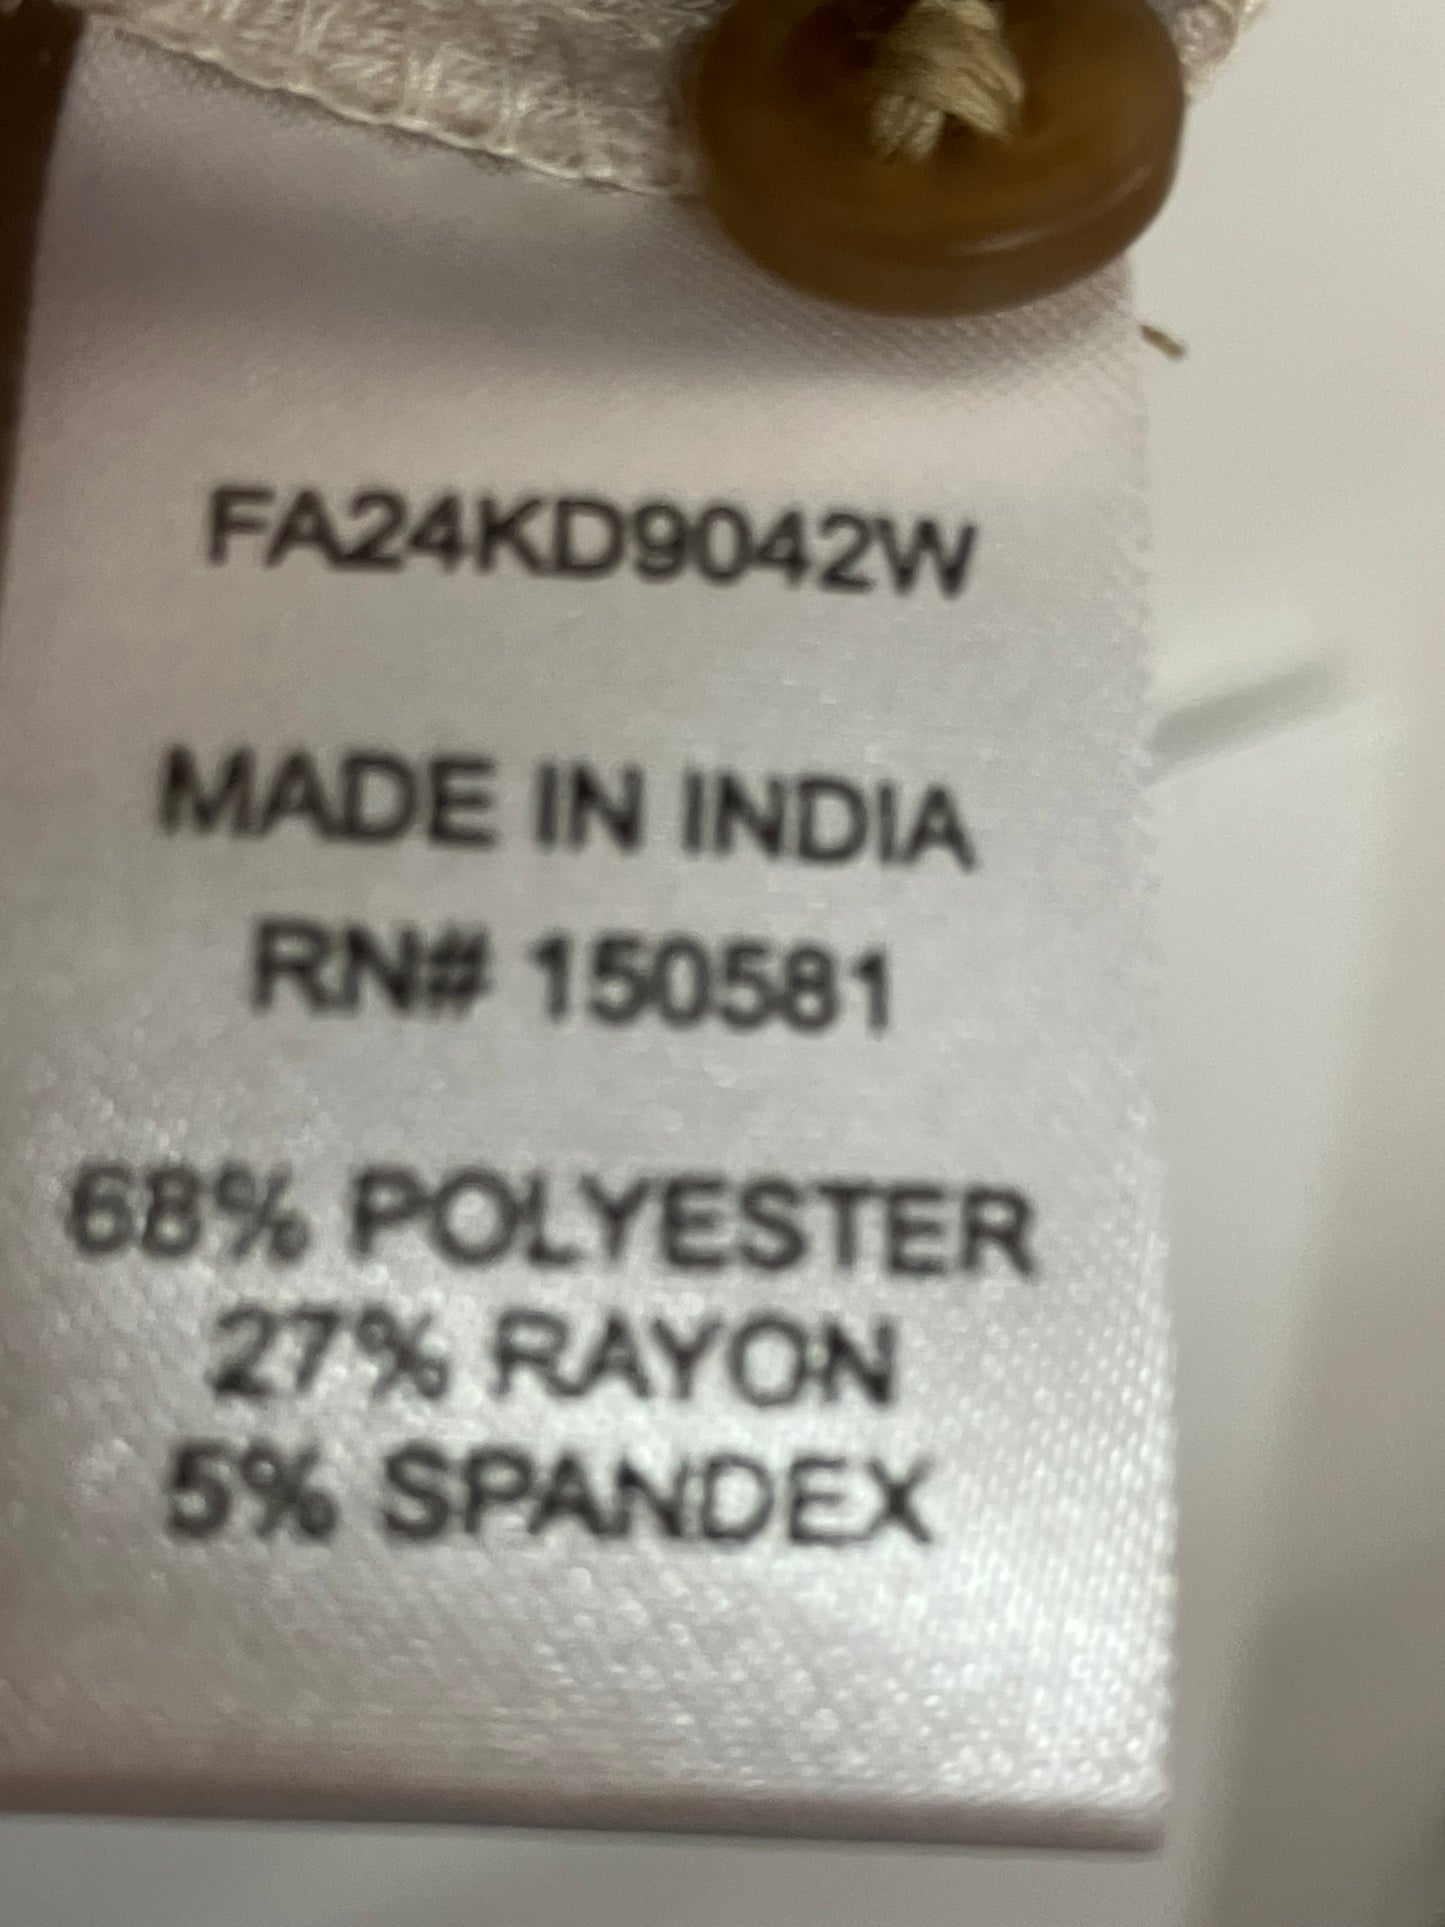 FA24KD9042W
MADE IN INDIA
RN# 150581
68% POLYESTER
27% RAYON
5% SPANDEX